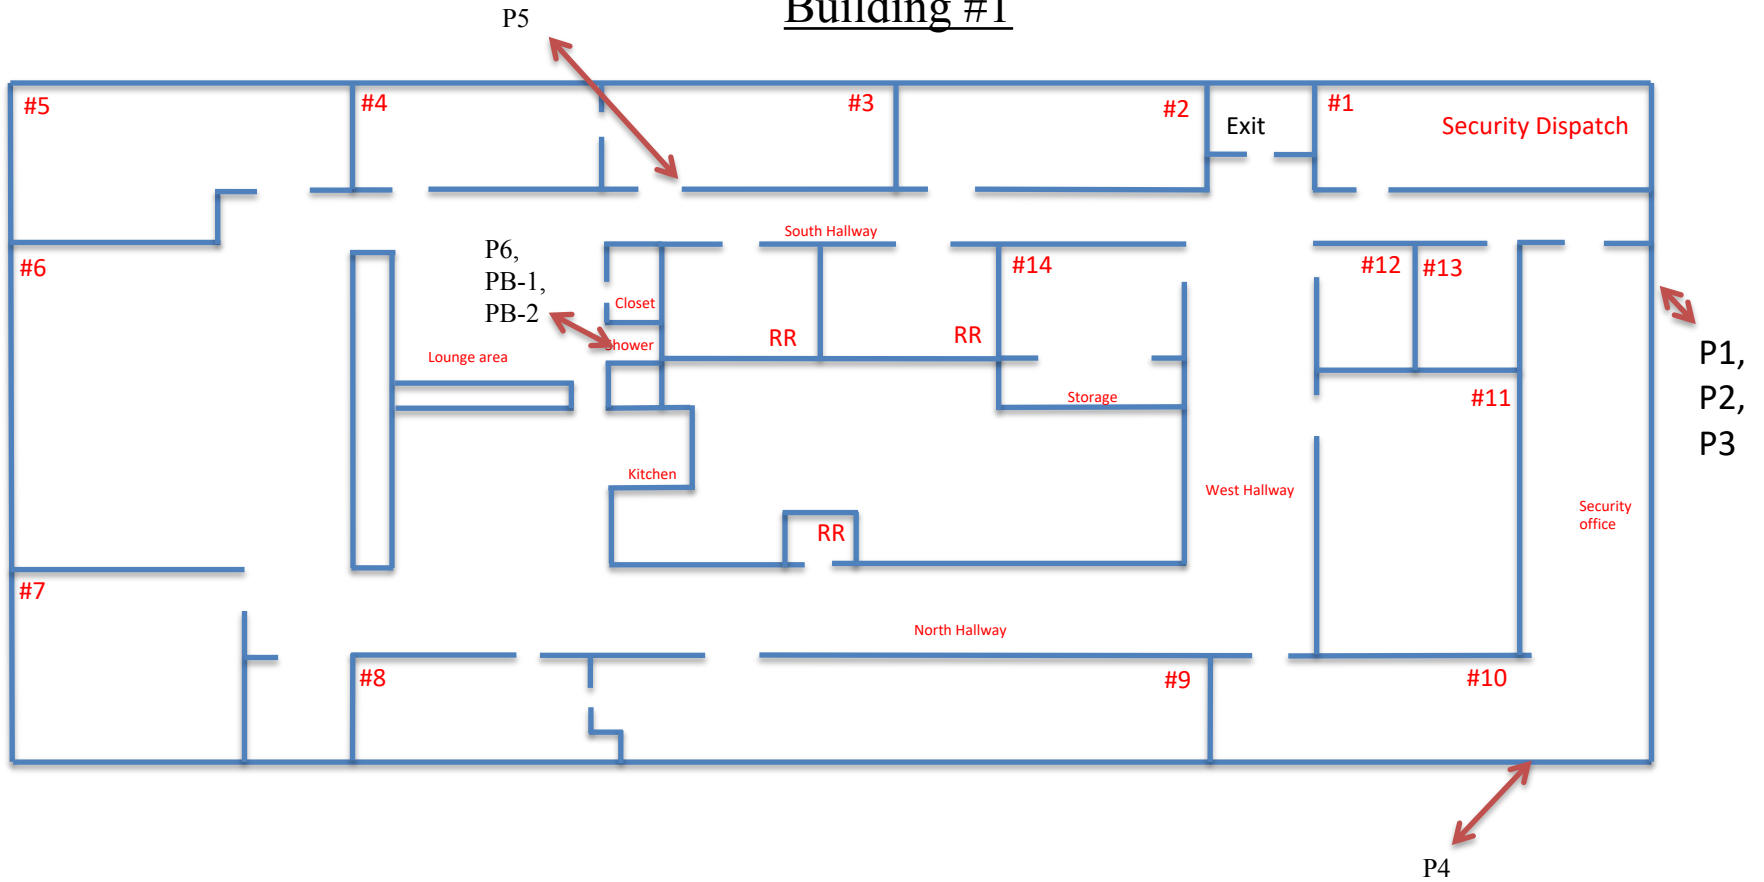 Building #1
P5
#5
#4
#3
#2
Exit
#1
Security Dispatch
South Hallway
P6,
PB-1,
PB-2
#6
#14
#12
#13
Closet
RR
RR
Shower
Lounge area
P1,
P2,
P3
Storage
#11
Kitchen
West Hallway
Security
office
RR
#7
North Hallway
#8
#9
#10
P4